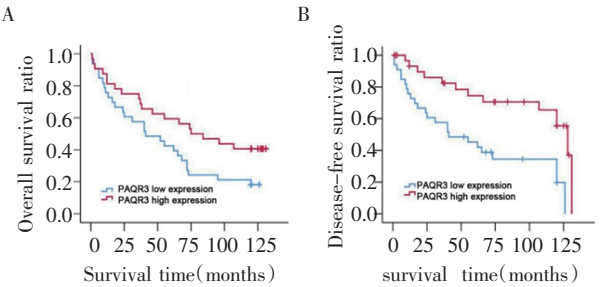 A
B
Overall survival ratio
1.0
0.8
0.6
0.4
0.2
0.0
PAQR3 low expression
PAQR3 high expression
0 25 50 75 100 125
Survival time(months)
Disease-free survival ratio
1.0
0.8
0.6
0.4
0.2
0.0
PAQR3 low expression
PAQR3 high expression
0 25 50 75 100 125
survival time(months)